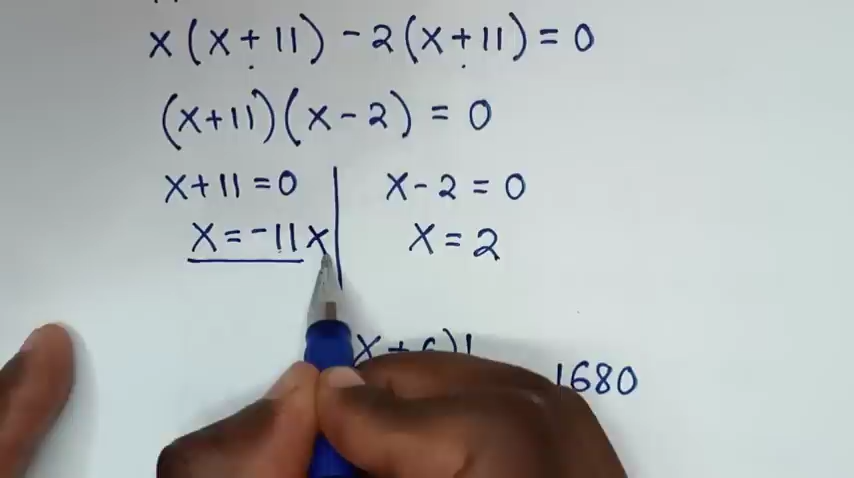 x(x+11) - 2(x+11) = 0
(x+11)(x-2) = 0
x+11=0 x-2=0
x=-11x x=2
1680